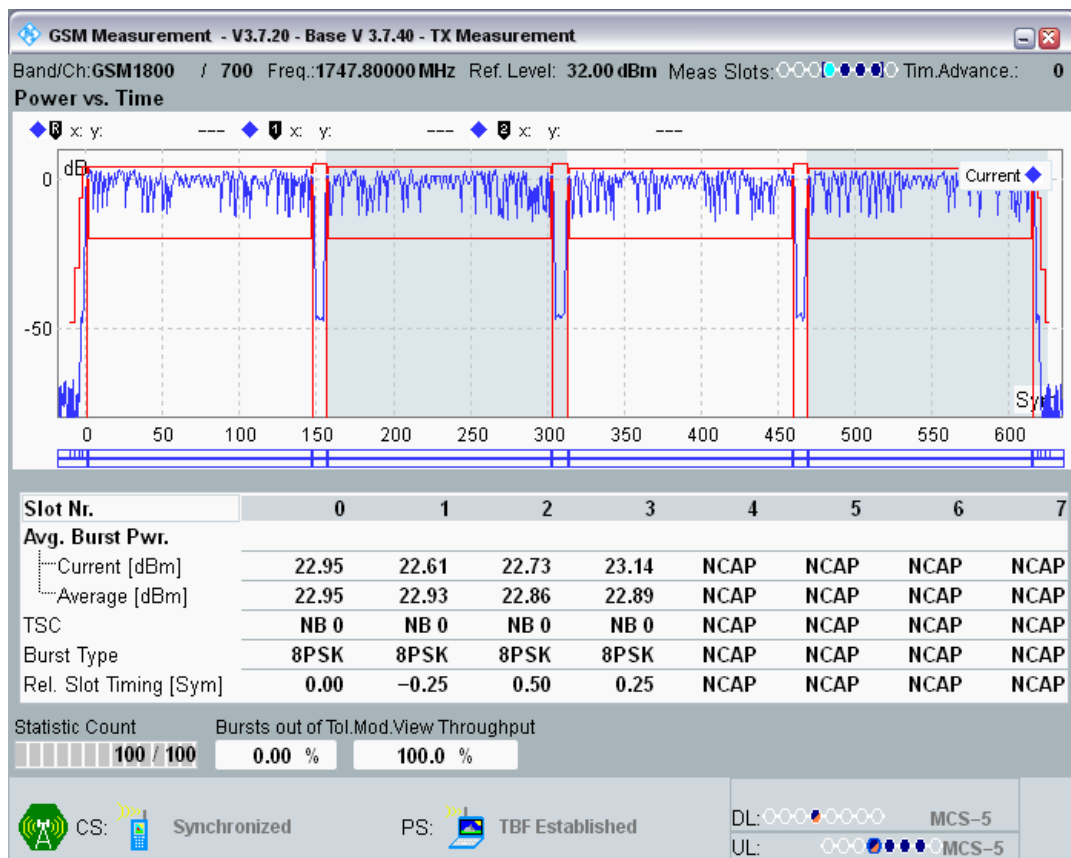 GSM Measurement - V3.7.20 - Base V 3.7.40 - TX Measurement
Band/Ch:GSM1800 / 700 Freq.:1747.80000 MHz Ref. Level: 32.00 dBm Meas Slots: Tim.Advance.: 0
Power vs. Time
R x: y: --- 1 x: y: --- 2 x: y: ---
dB
Current
0
-50
0 50 100 150 200 250 300 350 400 450 500 550 600
Slot Nr. 0 1 2 3 4 5 6 7
Avg. Burst Pwr.
Current [dBm] 22.95 22.61 22.73 23.14 NCAP NCAP NCAP NCAP
Average [dBm] 22.95 22.93 22.86 22.89 NCAP NCAP NCAP NCAP
TSC NB 0 NB 0 NB 0 NB 0 NCAP NCAP NCAP NCAP
Burst Type 8PSK 8PSK 8PSK 8PSK NCAP NCAP NCAP NCAP
Rel. Slot Timing [Sym] 0.00 −0.25 0.50 0.25 NCAP NCAP NCAP NCAP
Statistic Count Bursts out of Tol.Mod.View Throughput
100 / 100 0.00 % 100.0 %
CS: Synchronized PS: TBF Established
DL: MCS−5
UL: MCS−5